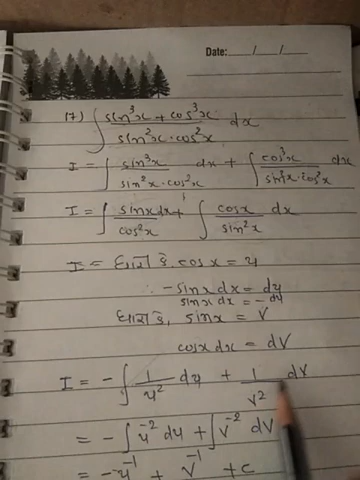 Date: / /
17) ∫ sin³x + cos³x / sin²x · cos²x dx
I = ∫ sin³x / sin²x · cos²x dx + ∫ cos³x / sin²x · cos²x dx
I = ∫ sinx dx / cos²x + ∫ cosx / sin²x dx
I = धारो के, cosx = u
∴ -sinx dx = du
sinx dx = -du
धारो के, sinx = v
cosx dx = dv
I = - ∫ 1 / u² du + 1 / v² dv
= - ∫ u⁻² du + ∫ v⁻² dv
= - -u⁻¹ + v⁻¹ + c